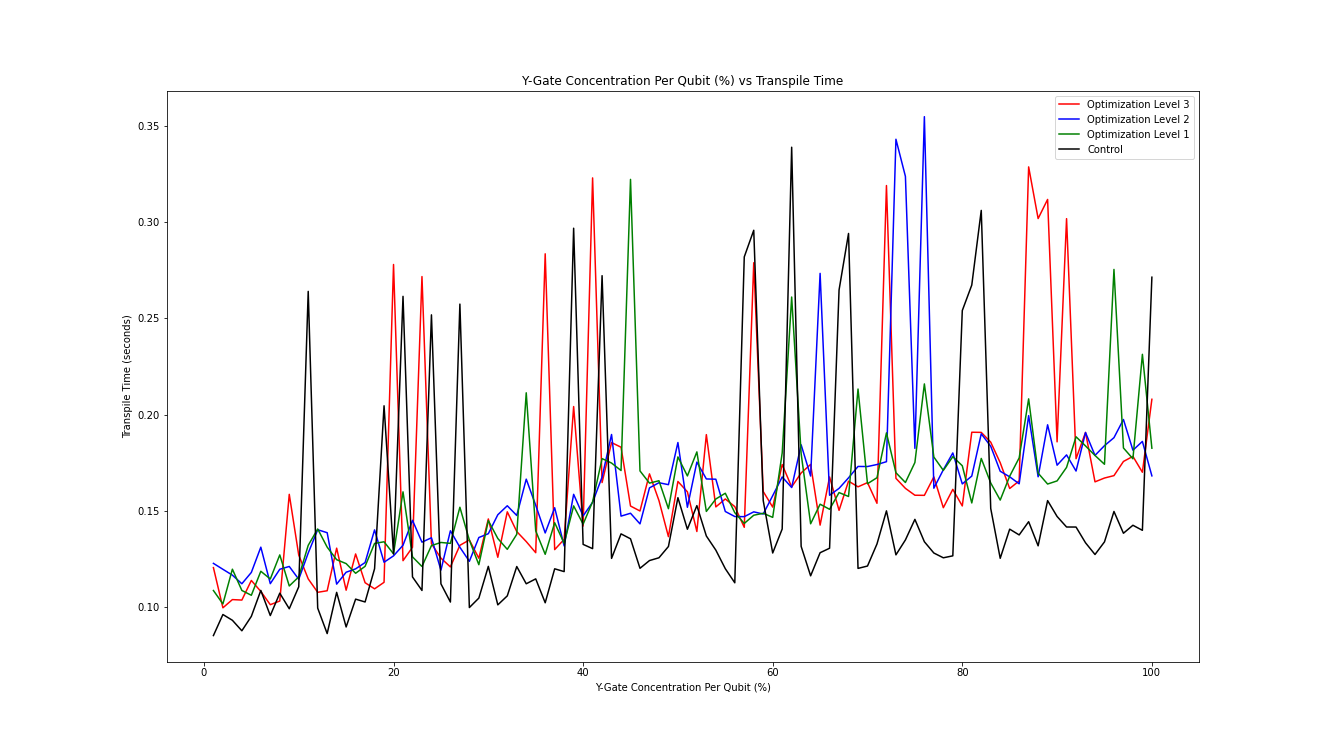 Y-Gate Concentration Per Qubit (%) vs Transpile Time
Optimization Level 3
Optimization Level 2
Optimization Level 1
Control
0.35
0.30
0.25
0.20
0.15
0.10
Transpile Time (seconds)
0 20 40 60 80 100
Y-Gate Concentration Per Qubit (%)